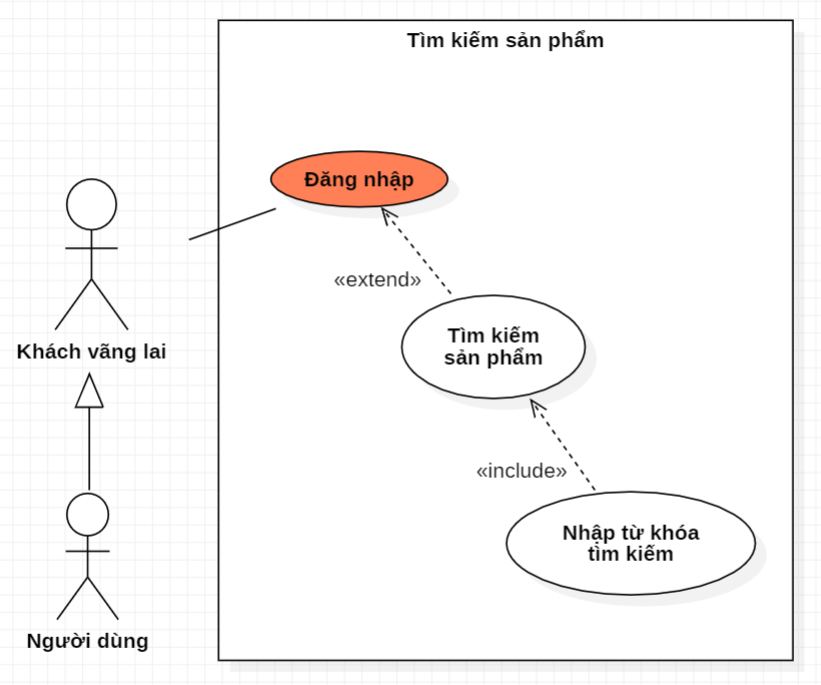 Tìm kiếm sản phẩm
Đăng nhập
«extend»
Khách vãng lai
Tìm kiếm
sản phẩm
«include»
Nhập từ khóa
tìm kiếm
Người dùng